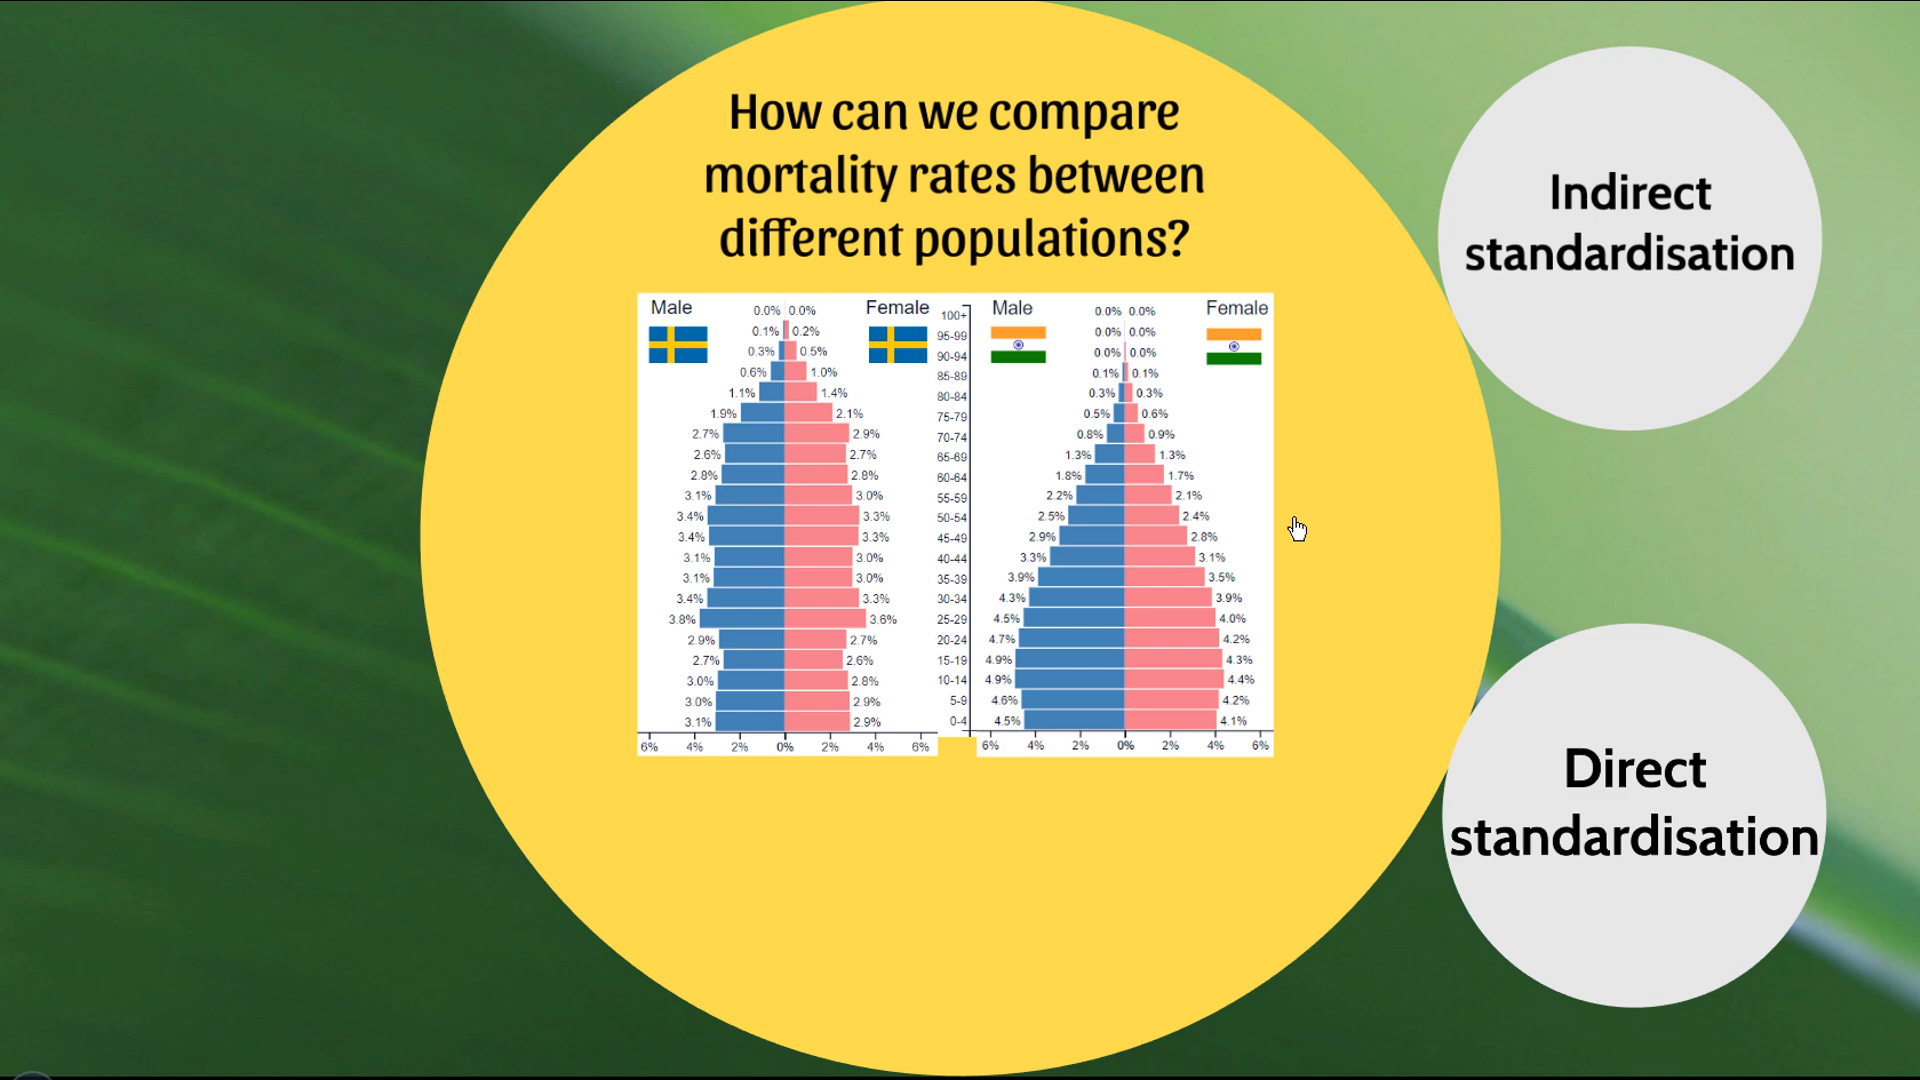 How can we compare
mortality rates between
different populations?
Male 0.0% 0.0% Female 100+ Male 0.0% 0.0% Female
0.1% 0.2% 95-99 0.0% 0.0%
0.3% 0.5% 90-94 0.0% 0.0%
0.6% 1.0% 85-89 0.1% 0.1%
1.1% 1.4% 80-84 0.3% 0.3%
1.9% 2.1% 75-79 0.5% 0.6%
2.7% 2.9% 70-74 0.8% 0.9%
2.6% 2.7% 65-69 1.3% 1.3%
2.8% 2.8% 60-64 1.8% 1.7%
3.1% 3.0% 55-59 2.2% 2.1%
3.4% 3.3% 50-54 2.5% 2.4%
3.4% 3.3% 45-49 2.9% 2.8%
3.1% 3.0% 40-44 3.3% 3.1%
3.1% 3.0% 35-39 3.9% 3.5%
3.4% 3.3% 30-34 4.3% 3.9%
3.8% 3.6% 25-29 4.5% 4.0%
2.9% 2.7% 20-24 4.7% 4.2%
2.7% 2.6% 15-19 4.9% 4.3%
3.0% 2.8% 10-14 4.9% 4.4%
3.0% 2.9% 5-9 4.6% 4.2%
3.1% 2.9% 0-4 4.5% 4.1%
6% 4% 2% 0% 2% 4% 6% 6% 4% 2% 0% 2% 4% 6%
Indirect
standardisation
Direct
standardisation